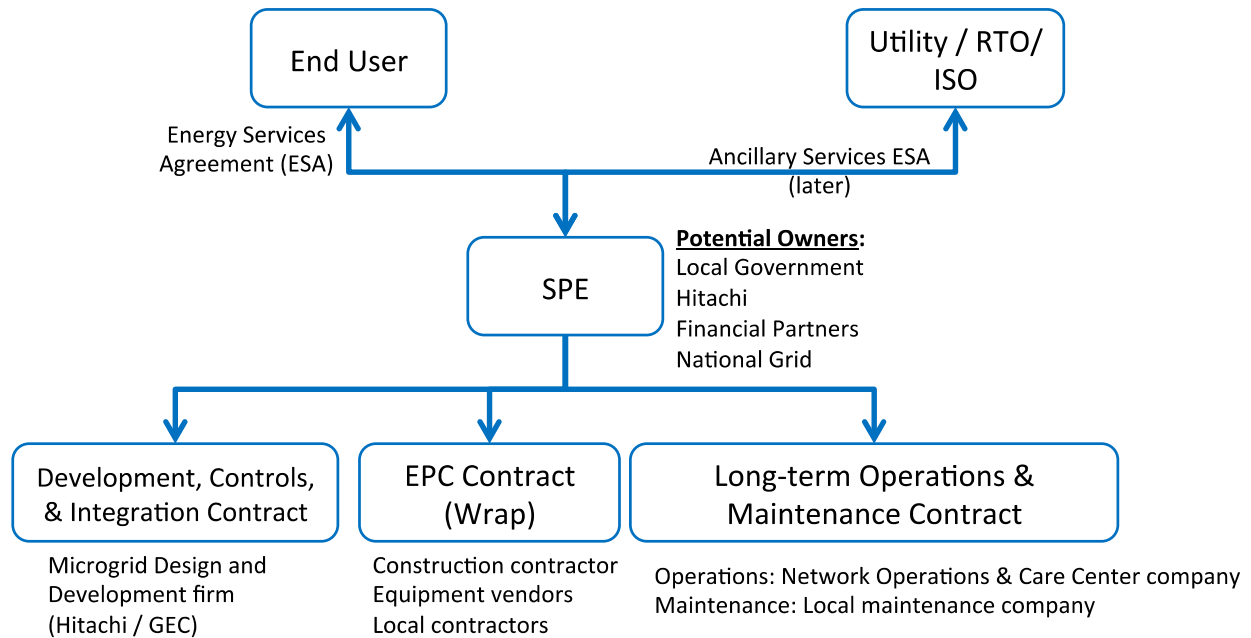 End User
Utility / RTO/
ISO
Energy Services
Agreement (ESA)
Ancillary Services ESA
(later)
SPE
Potential Owners:
Local Government
Hitachi
Financial Partners
National Grid
Development, Controls,
& Integration Contract
EPC Contract
(Wrap)
Long-term Operations &
Maintenance Contract
Microgrid Design and
Development firm
(Hitachi / GEC)
Construction contractor
Equipment vendors
Local contractors
Operations: Network Operations & Care Center company
Maintenance: Local maintenance company